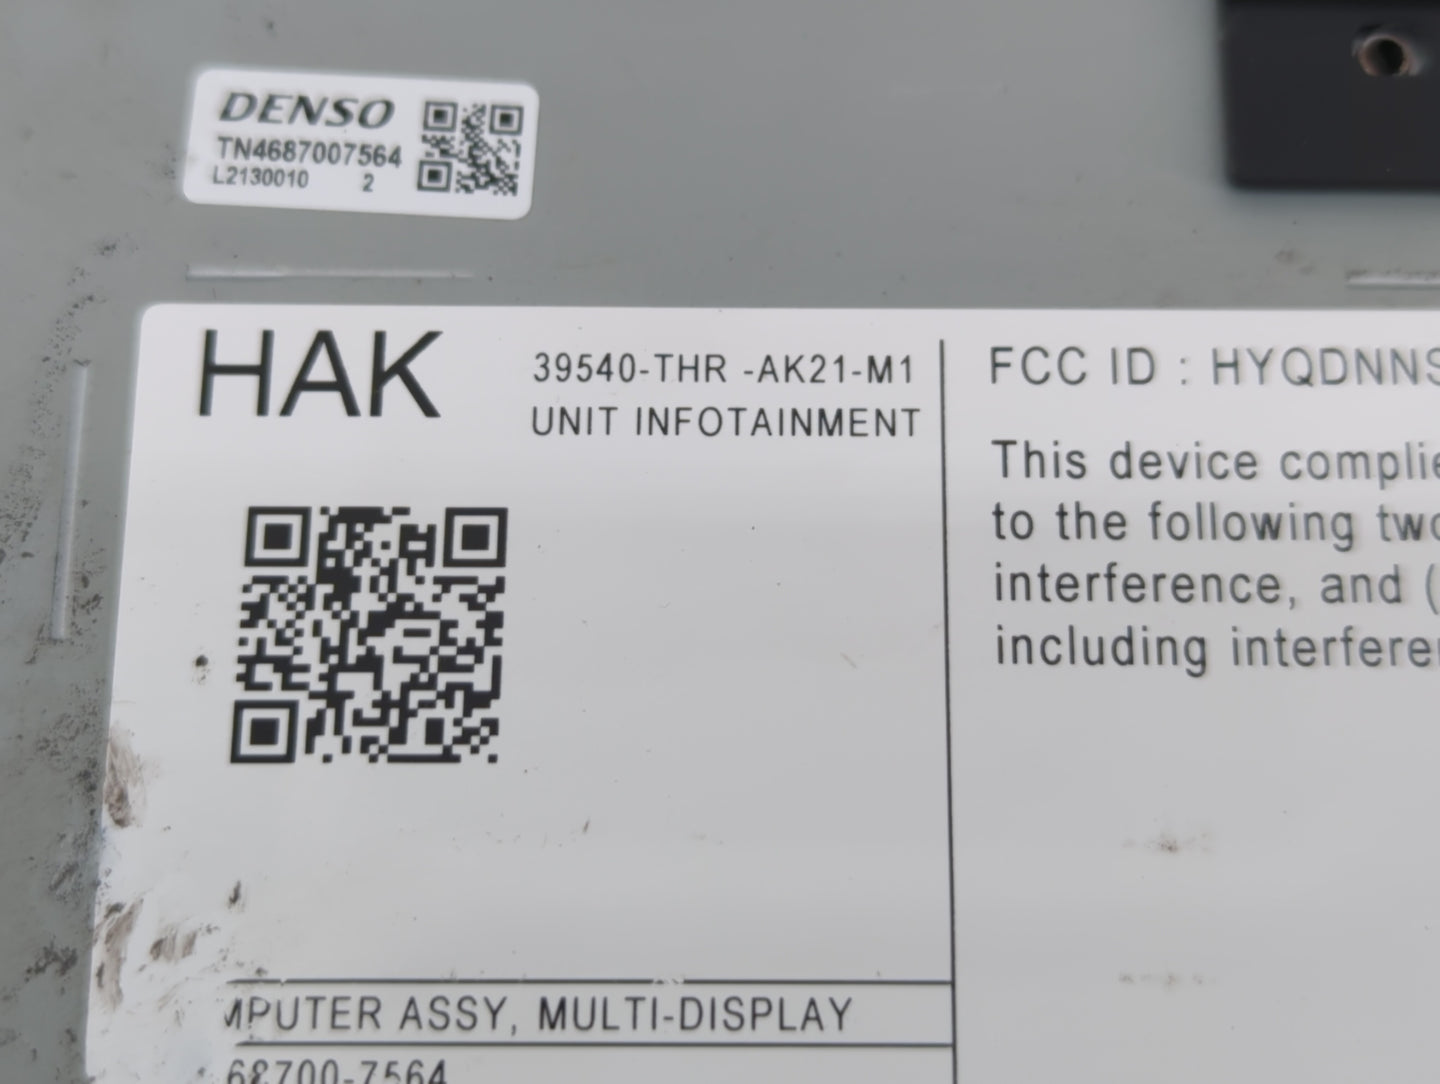 DENSO
TN4687007564
L2130010 2
HAK
39540-THR -AK21-M1
UNIT INFOTAINMENT
FCC ID : HYQDNNS
This device complie
to the following two
interference, and (
including interfere
MPUTER ASSY, MULTI-DISPLAY
68700-7564